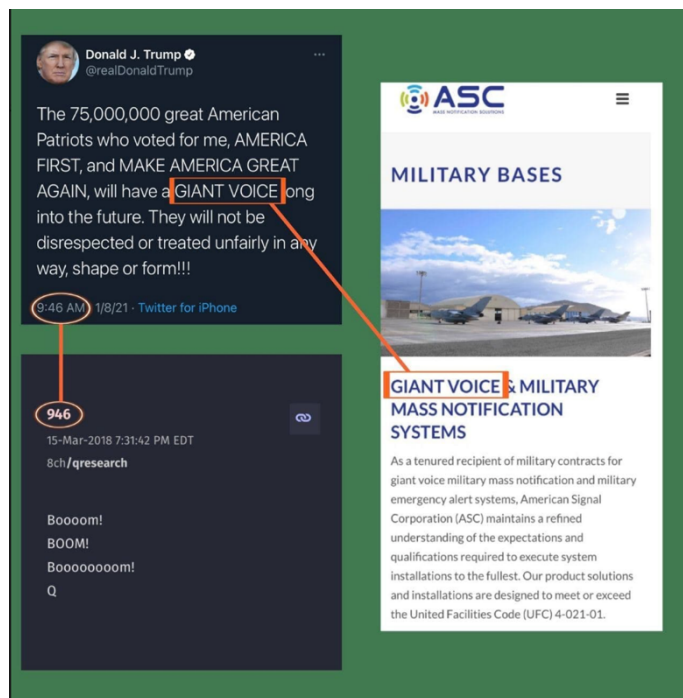 Donald J. Trump
@realDonaldTrump
The 75,000,000 great American
Patriots who voted for me, AMERICA
FIRST, and MAKE AMERICA GREAT
AGAIN, will have a GIANT VOICE long
into the future. They will not be
disrespected or treated unfairly in any
way, shape or form!!!
9:46 AM · 1/8/21 · Twitter for iPhone
946
15-Mar-2018 7:31:42 PM EDT
8ch/qresearch
Boooom!
BOOM!
Boooooooom!
Q
ASC
MASS NOTIFICATION SOLUTIONS
MILITARY BASES
GIANT VOICE & MILITARY
MASS NOTIFICATION
SYSTEMS
As a tenured recipient of military contracts for
giant voice military mass notification and military
emergency alert systems, American Signal
Corporation (ASC) maintains a refined
understanding of the expectations and
qualifications required to execute system
installations to the fullest. Our product solutions
and installations are designed to meet or exceed
the United Facilities Code (UFC) 4-021-01.